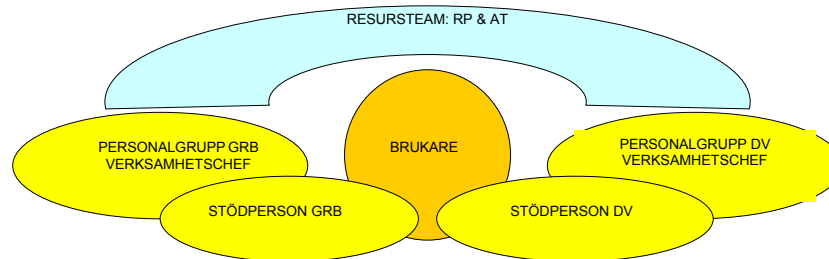 RESURSTEAM: RP & AT
PERSONALGRUPP GRB
VERKSAMHETSCHEF
BRUKARE
PERSONALGRUPP DV
VERKSAMHETSCHEF
STÖDPERSON GRB
STÖDPERSON DV